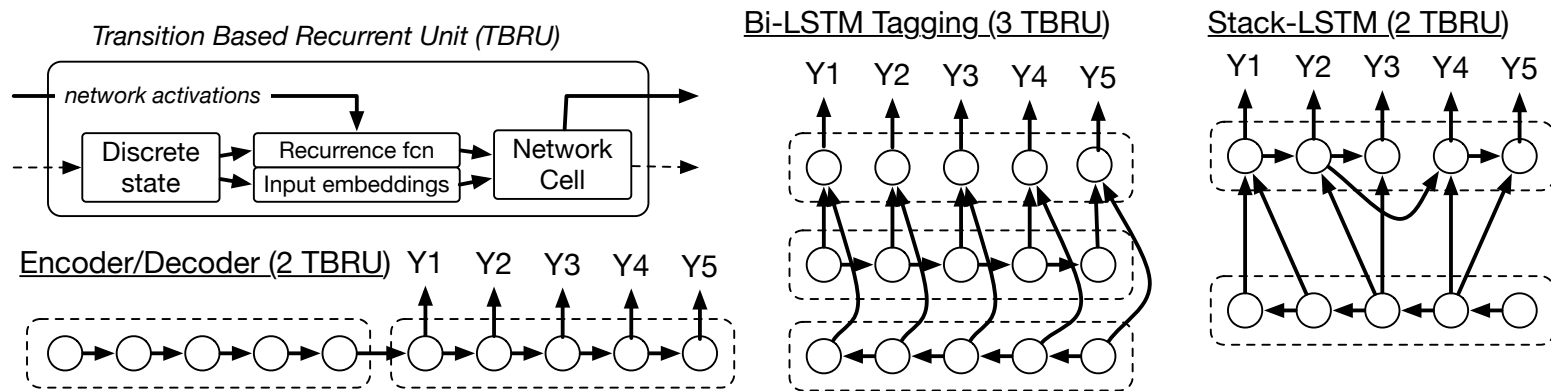 Transition Based Recurrent Unit (TBRU)
network activations
Discrete
state
Recurrence fcn
Input embeddings
Network
Cell
Encoder/Decoder (2 TBRU)
Y1 Y2 Y3 Y4 Y5
Bi-LSTM Tagging (3 TBRU)
Y1 Y2 Y3 Y4 Y5
Stack-LSTM (2 TBRU)
Y1 Y2 Y3 Y4 Y5